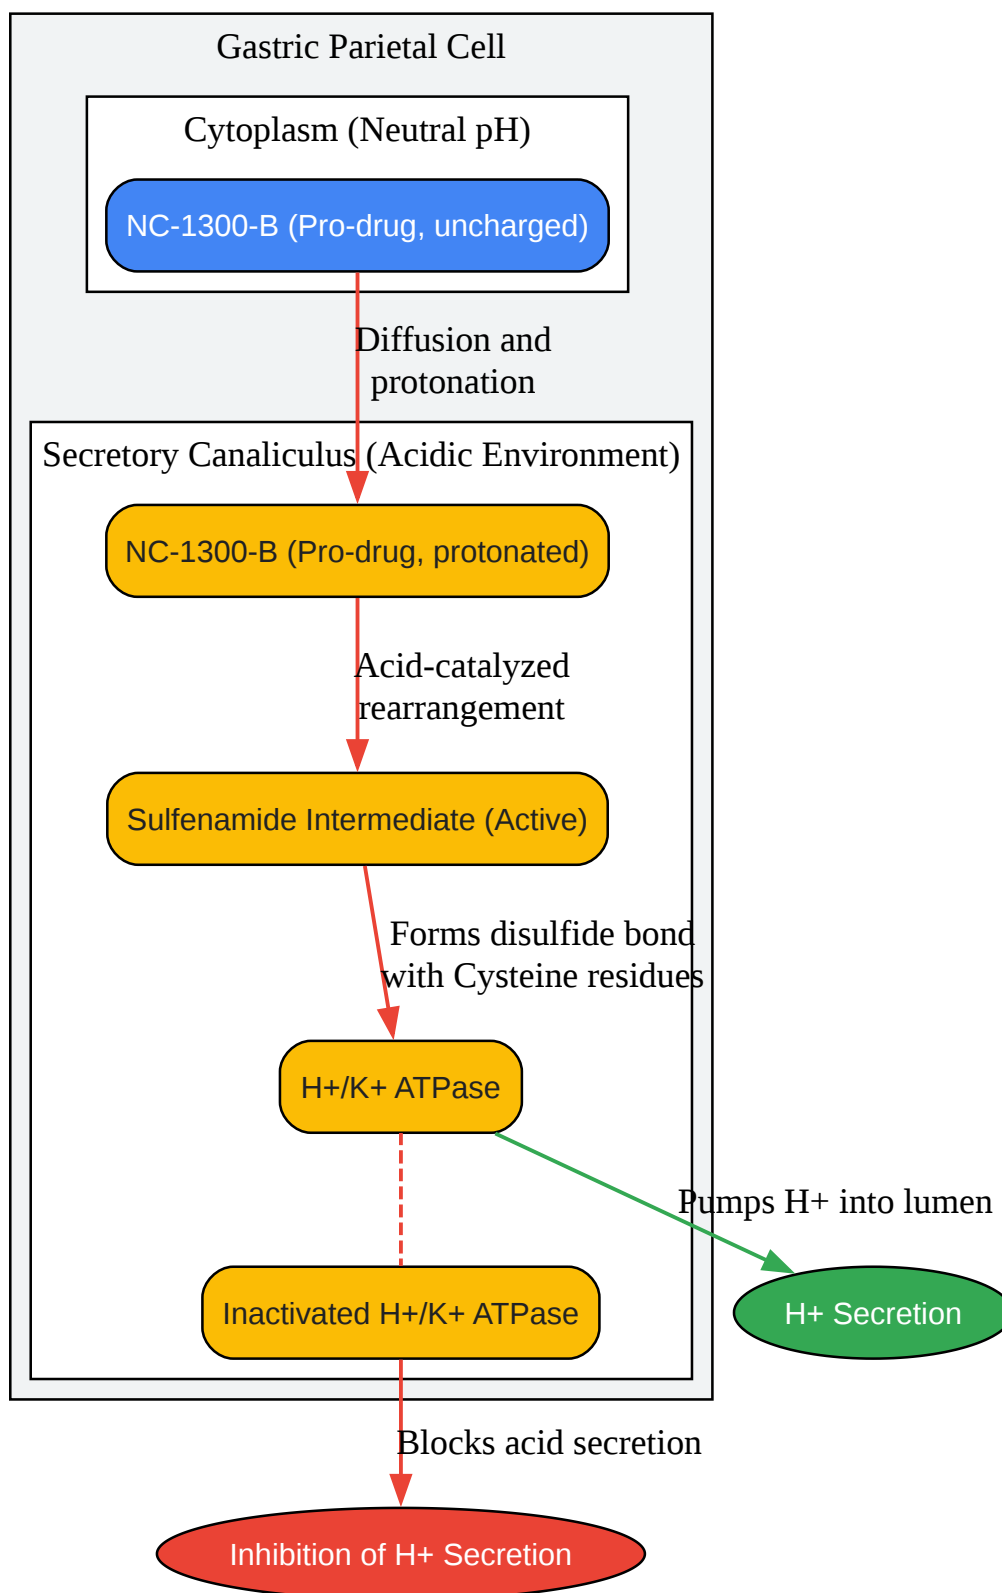 Gastric Parietal Cell
Cytoplasm (Neutral pH)
NC-1300-B (Pro-drug, uncharged)
Diffusion and
protonation
Secretory Canaliculus (Acidic Environment)
NC-1300-B (Pro-drug, protonated)
Acid-catalyzed
rearrangement
Sulfenamide Intermediate (Active)
Forms disulfide bond
with Cysteine residues
H+/K+ ATPase
Pumps H+ into lumen
Inactivated H+/K+ ATPase
H+ Secretion
Blocks acid secretion
Inhibition of H+ Secretion